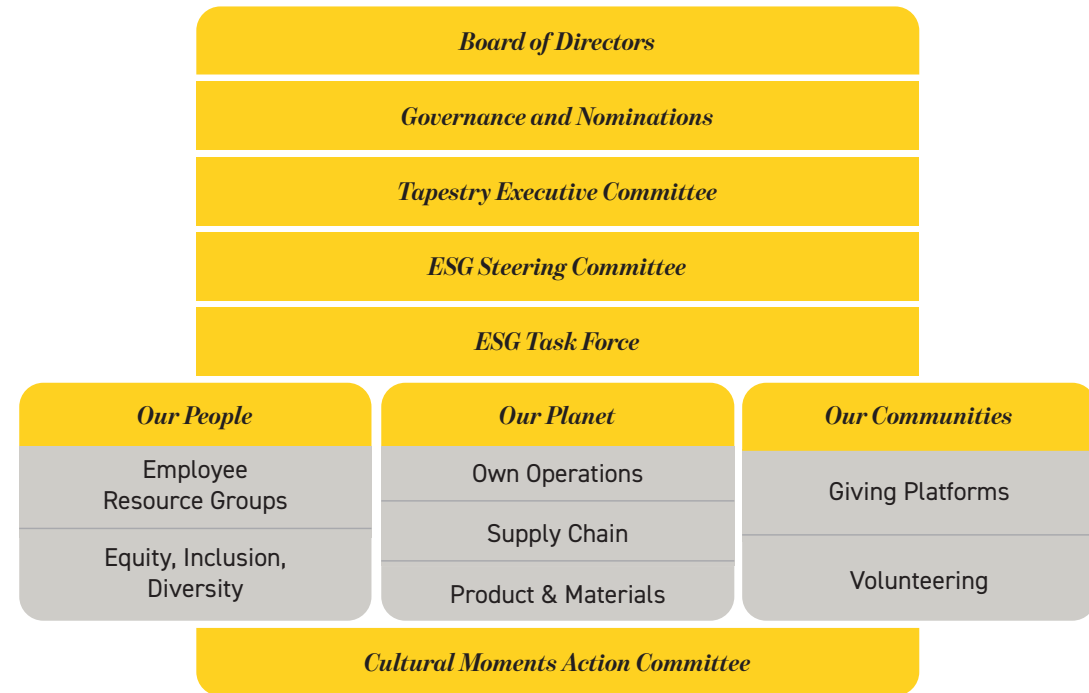 Board of Directors
Governance and Nominations
Tapestry Executive Committee
ESG Steering Committee
ESG Task Force
Our People
Employee
Resource Groups
Equity, Inclusion,
Diversity
Our Planet
Own Operations
Supply Chain
Product & Materials
Our Communities
Giving Platforms
Volunteering
Cultural Moments Action Committee